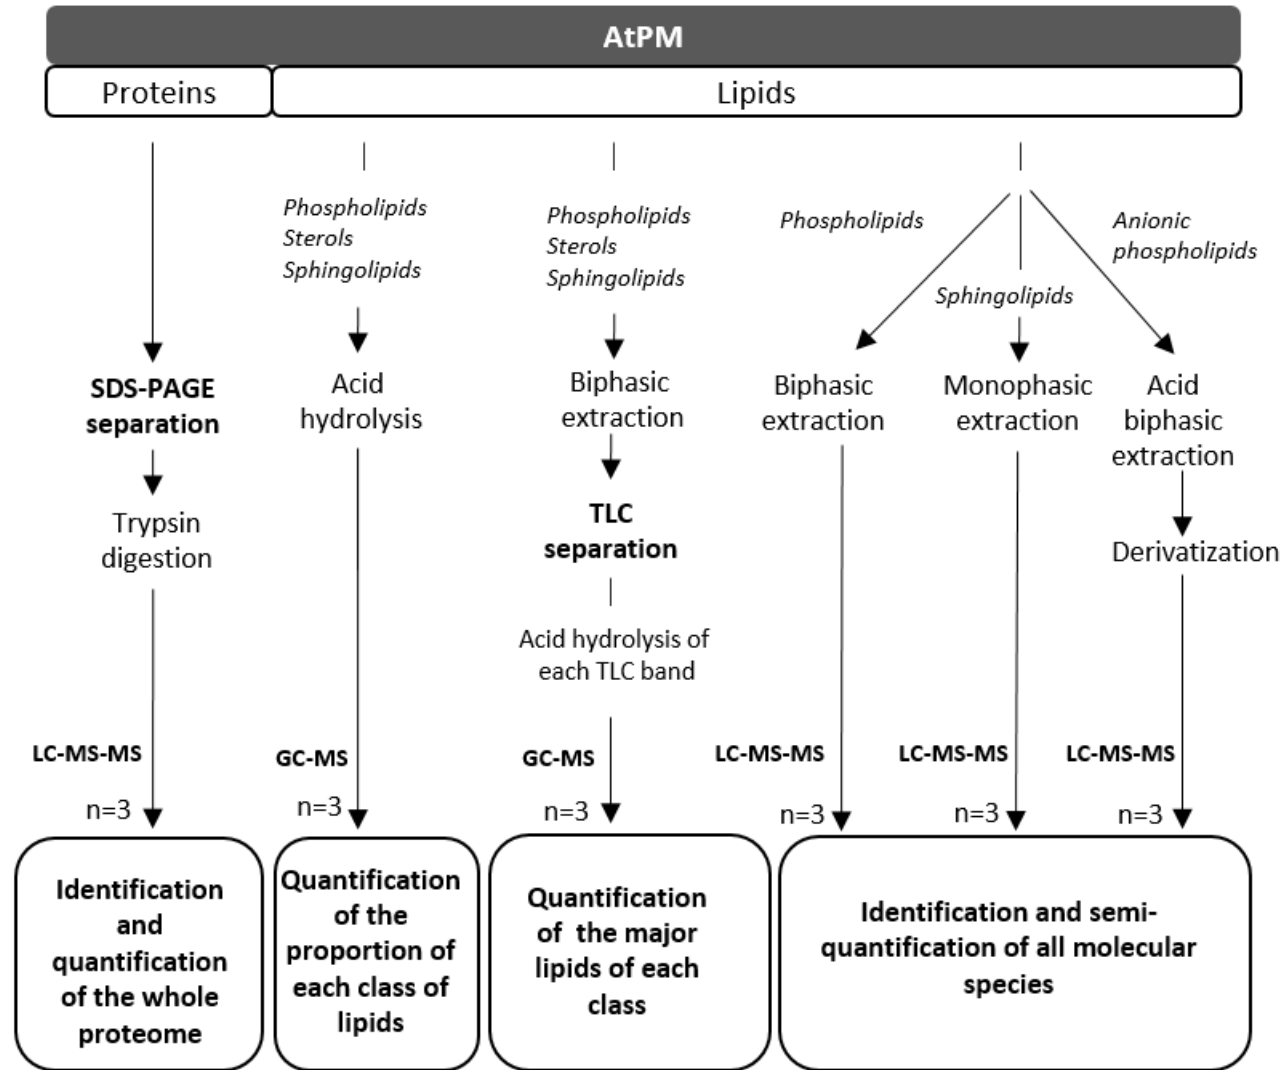 AtPM
Proteins
Lipids
Phospholipids
Sterols
Sphingolipids
Phospholipids
Sterols
Sphingolipids
Phospholipids
Sphingolipids
Anionic
phospholipids
SDS-PAGE
separation
Trypsin
digestion
LC-MS-MS
n=3
Identification
and
quantification
of the whole
proteome
Acid
hydrolysis
GC-MS
n=3
Quantification
of the
proportion of
each class of
lipids
Biphasic
extraction
TLC
separation
Acid hydrolysis of
each TLC band
GC-MS
n=3
Quantification
of the major
lipids of each
class
Biphasic
extraction
LC-MS-MS
n=3
Monophasic
extraction
LC-MS-MS
n=3
Acid
biphasic
extraction
Derivatization
LC-MS-MS
n=3
Identification and semi-
quantification of all molecular
species